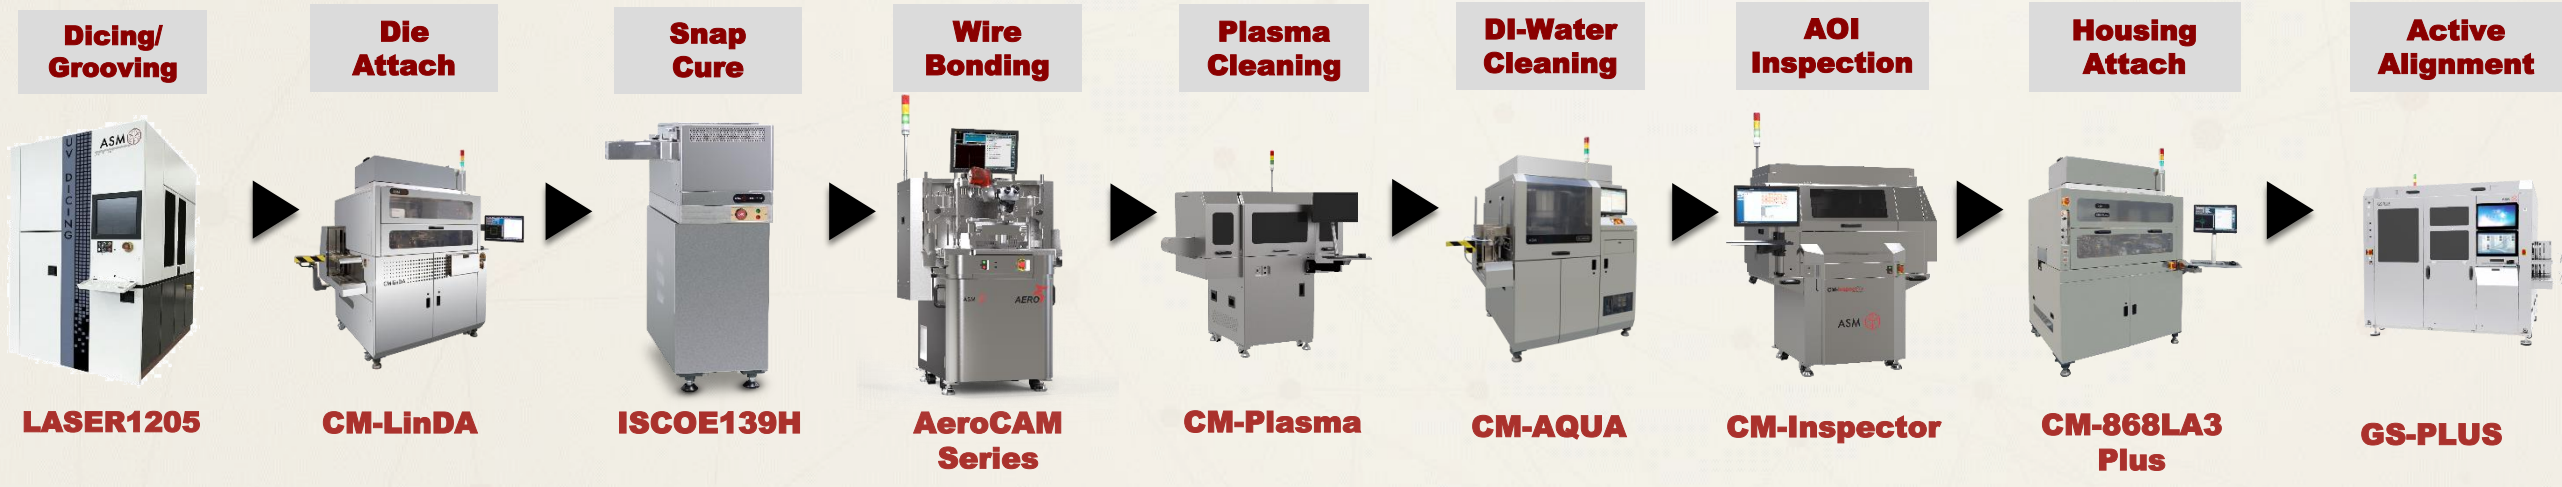 Dicing/
Grooving
Die
Attach
Snap
Cure
Wire
Bonding
Plasma
Cleaning
DI-Water
Cleaning
AOI
Inspection
Housing
Attach
Active
Alignment
UV DICING
ASM
CM-LinDA
ASM
AERO
ASM
LASER1205
CM-LinDA
ISCOE139H
AeroCAM
Series
CM-Plasma
CM-AQUA
CM-Inspector
CM-868LA3
Plus
GS-PLUS